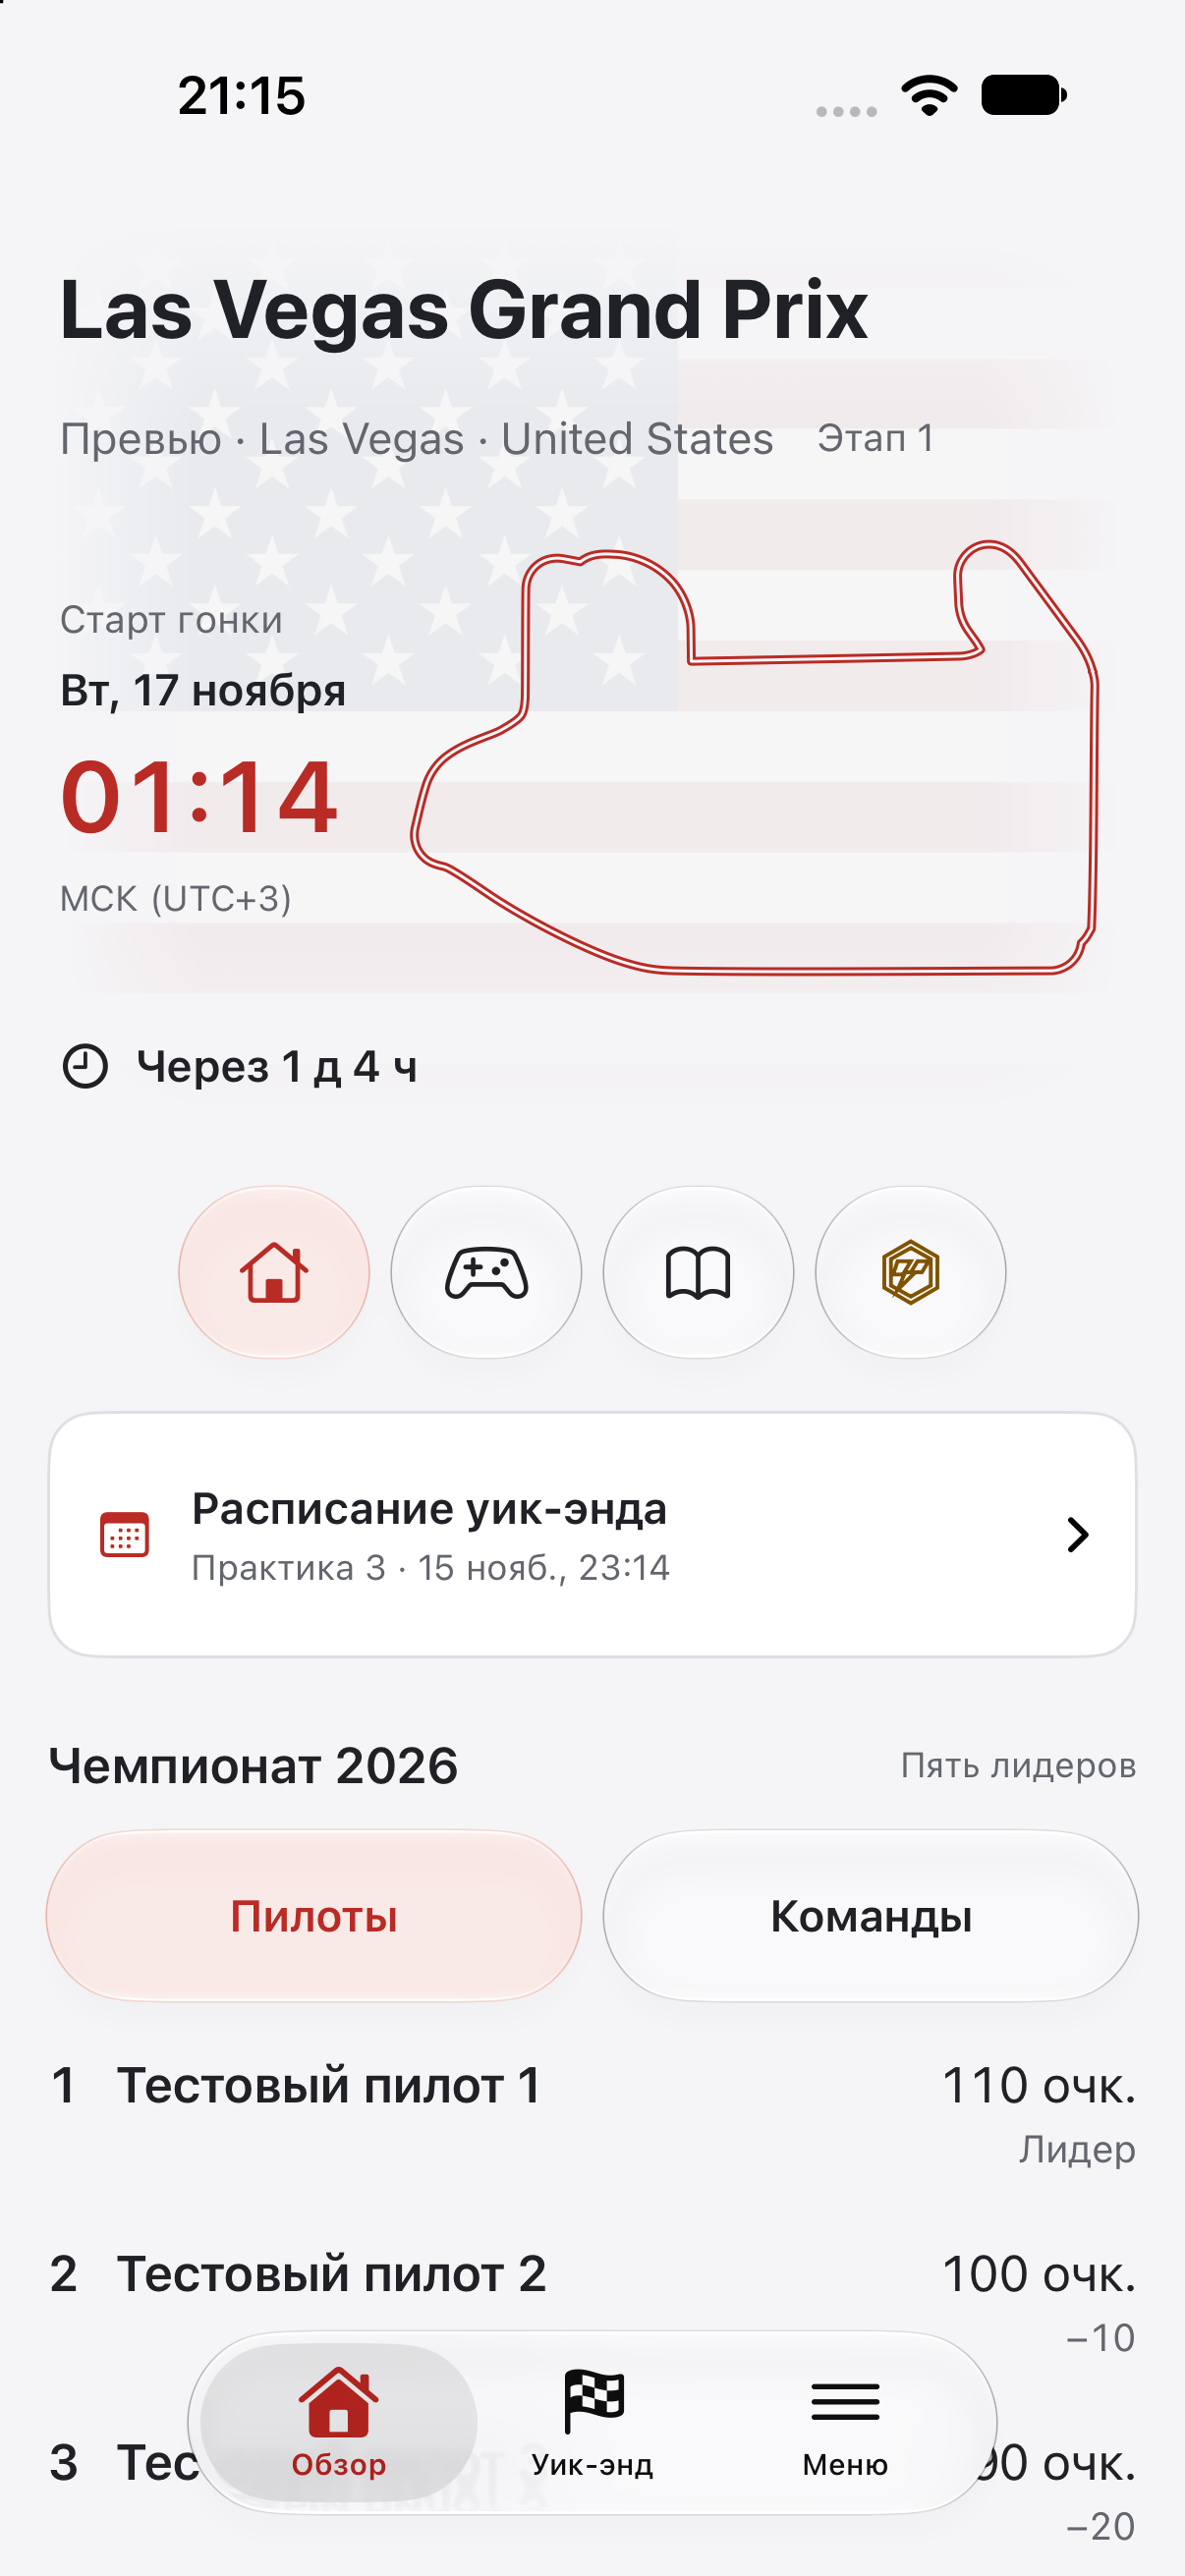 21:15
Las Vegas Grand Prix
Превью · Las Vegas · United States Этап 1
Старт гонки
Вт, 17 ноября
01:14
МСК (UTC+3)
Через 1 д 4 ч
Расписание уик-энда
Практика 3 · 15 нояб., 23:14
Чемпионат 2026 Пять лидеров
Пилоты Команды
1 Тестовый пилот 1 110 очк.
Лидер
2 Тестовый пилот 2 100 очк.
−10
3 очк.
−20
Обзор Уик-энд Меню